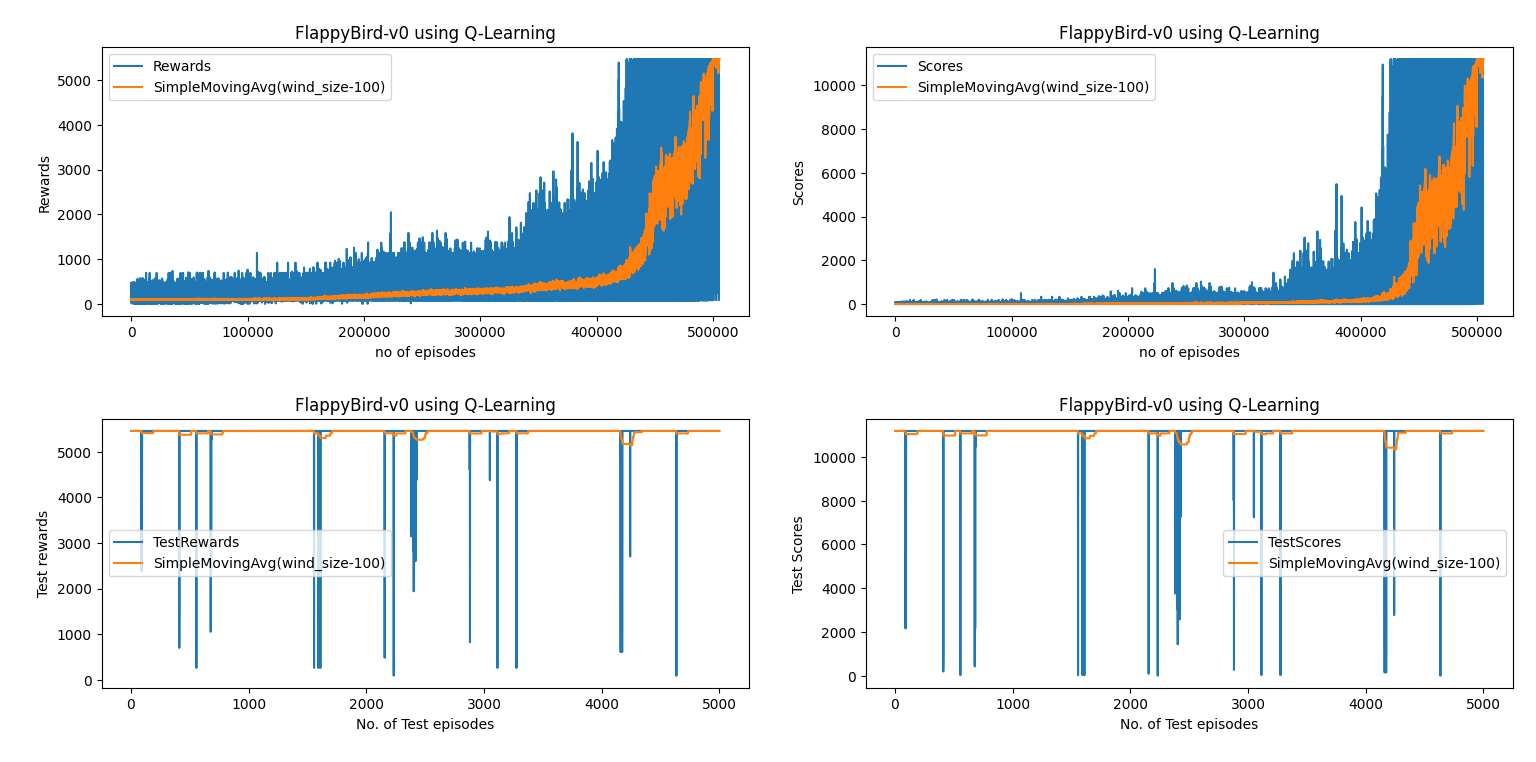 FlappyBird-v0 using Q-Learning
Rewards
SimpleMovingAvg(wind_size-100)
Rewards
5000
4000
3000
2000
1000
0
0 100000 200000 300000 400000 500000
no of episodes
FlappyBird-v0 using Q-Learning
Scores
SimpleMovingAvg(wind_size-100)
Scores
10000
8000
6000
4000
2000
0
0 100000 200000 300000 400000 500000
no of episodes
FlappyBird-v0 using Q-Learning
TestRewards
SimpleMovingAvg(wind_size-100)
Test rewards
5000
4000
3000
2000
1000
0
0 1000 2000 3000 4000 5000
No. of Test episodes
FlappyBird-v0 using Q-Learning
TestScores
SimpleMovingAvg(wind_size-100)
Test Scores
10000
8000
6000
4000
2000
0
0 1000 2000 3000 4000 5000
No. of Test episodes